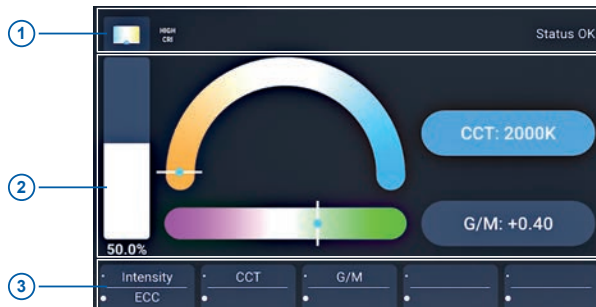 1
HIGH
CRI
Status OK
2
CCT: 2000K
G/M: +0.40
50.0%
3
Intensity
CCT
G/M
ECC